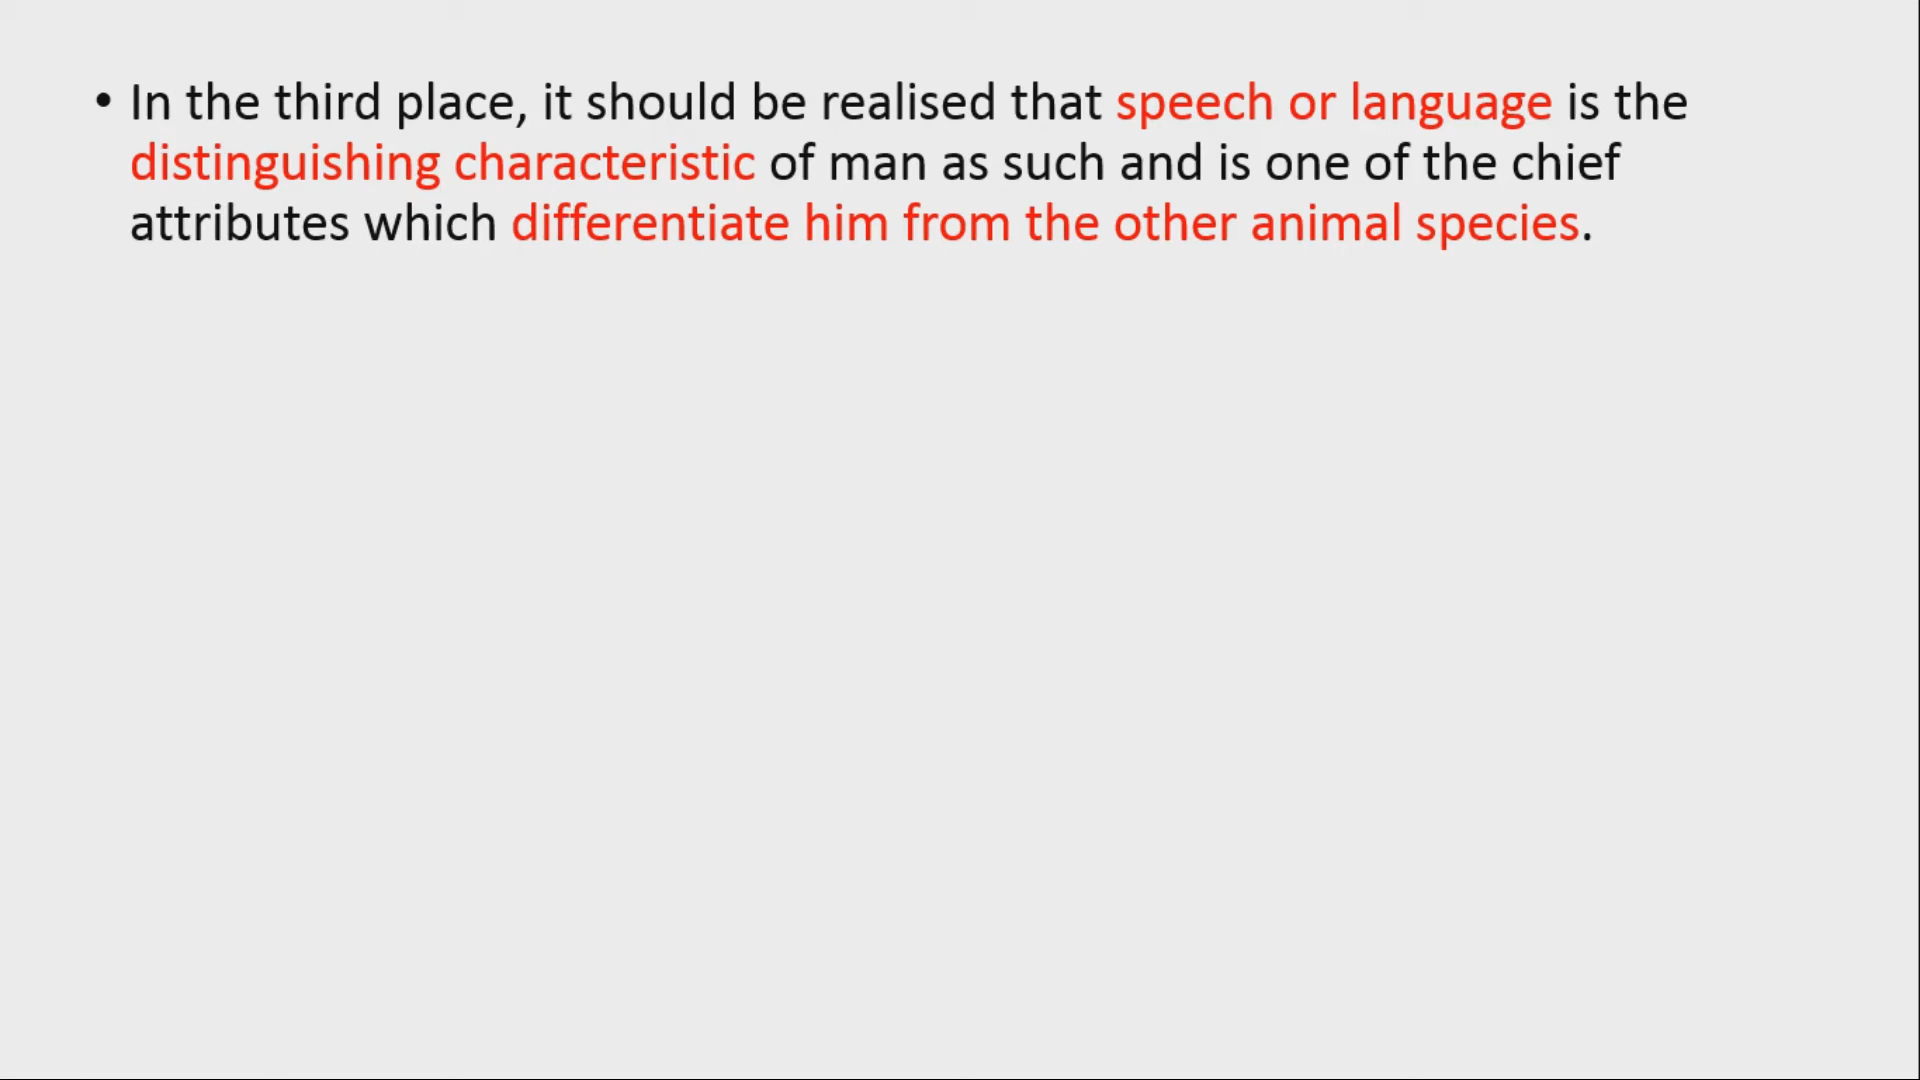 • In the third place, it should be realised that speech or language is the
distinguishing characteristic of man as such and is one of the chief
attributes which differentiate him from the other animal species.